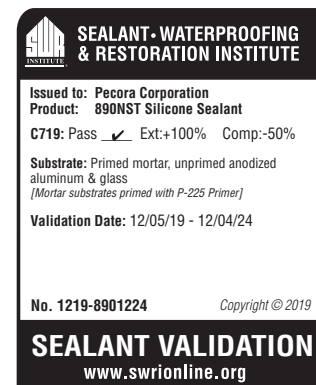 SWR
INSTITUTE
SEALANT • WATERPROOFING
& RESTORATION INSTITUTE
Issued to: Pecora Corporation
Product: 890NST Silicone Sealant
C719: Pass ✔ Ext:+100% Comp:-50%
Substrate: Primed mortar, unprimed anodized
aluminum & glass
[Mortar substrates primed with P-225 Primer]
Validation Date: 12/05/19 - 12/04/24
No. 1219-8901224 Copyright © 2019
SEALANT VALIDATION
www.swrionline.org